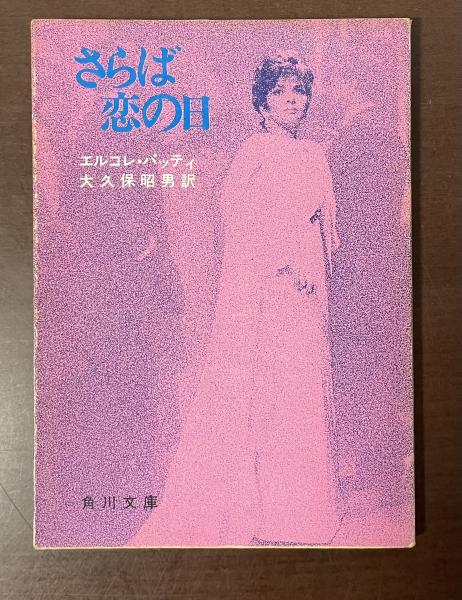 さらば
恋の日
エルコレ・パッティ
大久保昭男訳
角川文庫